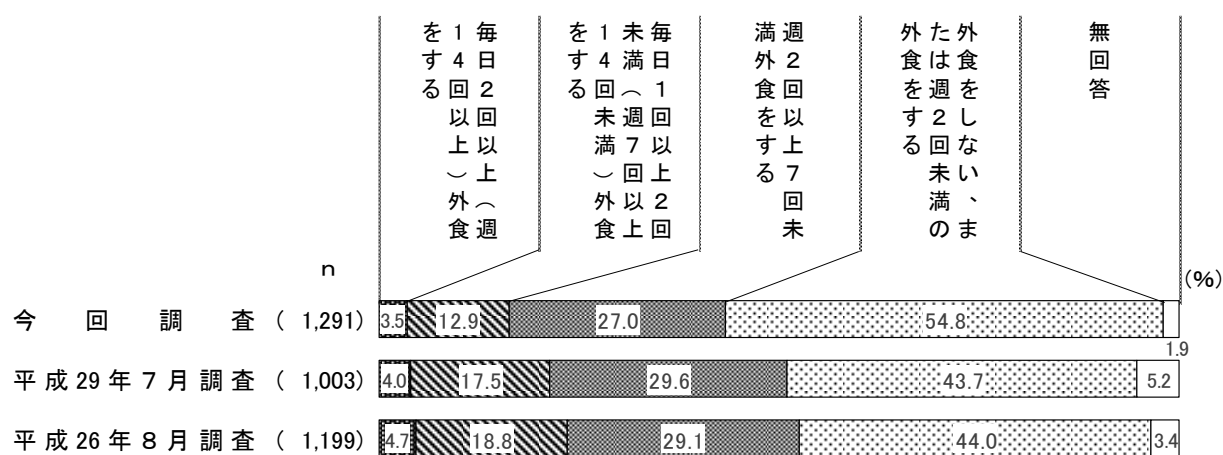 毎日２回以上（週
１４回以上）外食
をする
毎日１回以上２回
未満（週７回以上
１４回未満）外食
をする
週２回以上７回未
満外食をする
外食をしない、ま
たは週２回未満の
外食をする
無回答
n
(%)
今回調査 ( 1,291) 3.5 12.9 27.0 54.8
1.9
平成29年７月調査 ( 1,003) 4.0 17.5 29.6 43.7 5.2
平成26年８月調査 ( 1,199) 4.7 18.8 29.1 44.0 3.4